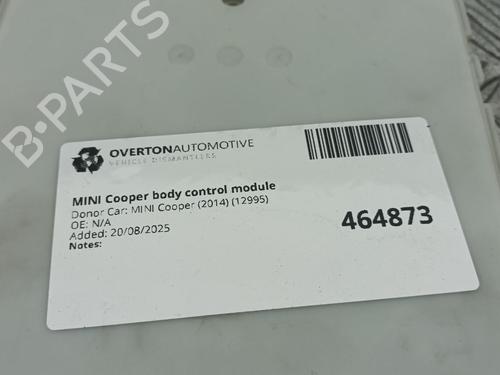 B-PARTS
OVERTONAUTOMOTIVE
VEHICLE DISMANTLERS
MINI Cooper body control module
Donor Car: MINI Cooper (2014) (12995)
OE: N/A
Added: 20/08/2025
Notes:
464873